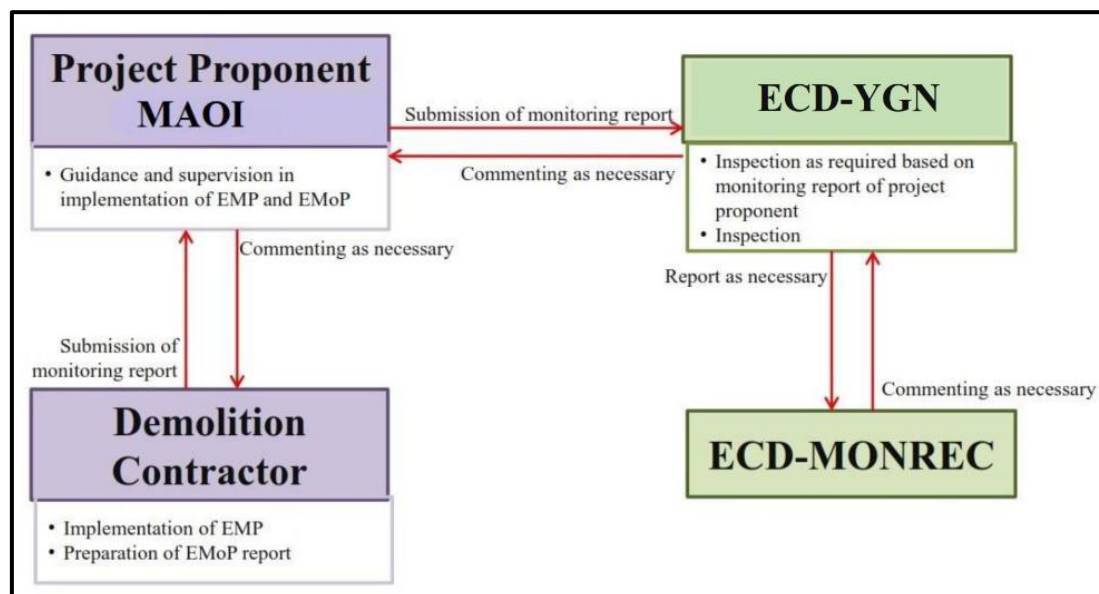 Project Proponent
MAOI
• Guidance and supervision in
implementation of EMP and EMoP
Submission of monitoring report
Commenting as necessary
ECD-YGN
• Inspection as required based on
monitoring report of project
proponent
• Inspection
Commenting as necessary
Submission of
monitoring report
Report as necessary
Commenting as necessary
Demolition
Contractor
• Implementation of EMP
• Preparation of EMoP report
ECD-MONREC